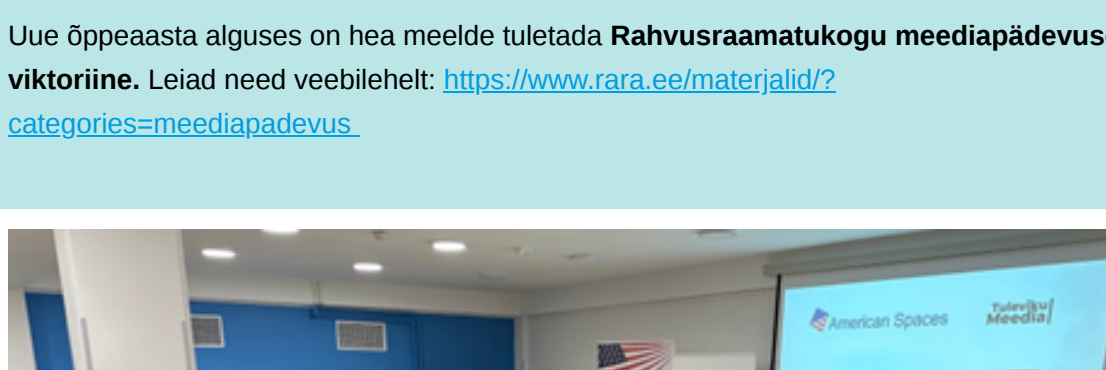 Uue õppeaasta alguses on hea meelde tuletada Rahvusraamatukogu meediapädevus
viktoriine. Leiad need veebilehelt: https://www.rara.ee/materjalid/?
categories=meediapadevus
American Spaces
Tuleviku
Meedia